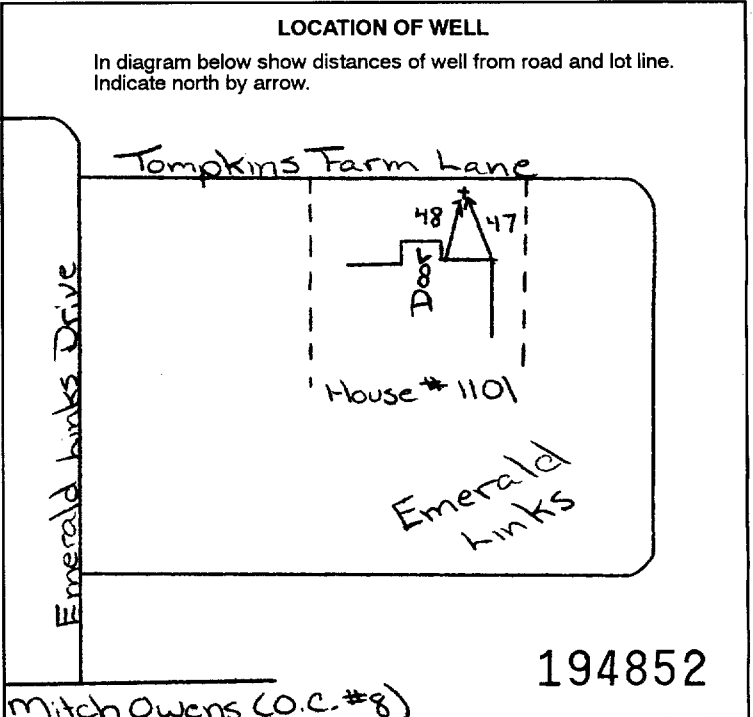 LOCATION OF WELL
In diagram below show distances of well from road and lot line.
Indicate north by arrow.
Tompkins Farm Lane
48
47
Door
House # 1101
Emerald Links Drive
Emerald
Links
194852
Mitch Owens (O.C. #8)